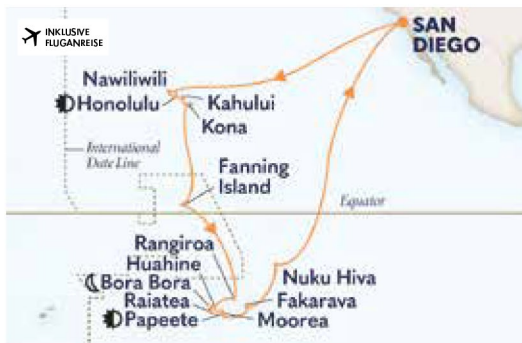 INKLUSIVE
FLUGANREISE
SAN
DIEGO
Nawiliwili
Honolulu
Kahului
Kona
International
Date Line
Fanning
Island
Equator
Rangiroa
Huahine
Bora Bora
Raiatea
Papeete
Nuku Hiva
Fakarava
Moorea